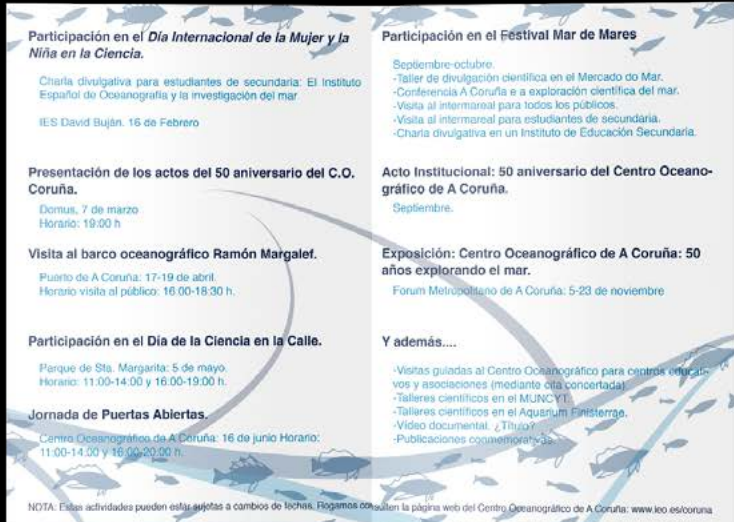 Participación en el Día Internacional de la Mujer y la
Niña en la Ciencia.
Charla divulgativa para estudiantes de secundaria: El Instituto
Español de Oceanografía y la investigación del mar
IES David Buján. 16 de Febrero
Presentación de los actos del 50 aniversario del C.O.
Coruña.
Domus, 7 de marzo
Horario: 19:00 h
Visita al barco oceanográfico Ramón Margalef.
Puerto de A Coruña: 17-19 de abril.
Horario visita al público: 16:00-18:30 h.
Participación en el Día de la Ciencia en la Calle.
Parque de Sta. Margarita: 5 de mayo.
Horario: 11:00-14:00 y 16:00-19:00 h.
Jornada de Puertas Abiertas.
Centro Oceanográfico de A Coruña: 16 de junio Horario:
11:00-14:00 y 16:00-20:00 h.
Participación en el Festival Mar de Mares
Septiembre-octubre.
-Taller de divulgación científica en el Mercado do Mar.
-Conferencia A Coruña e a exploración científica del mar.
-Visita al intermareal para todos los públicos.
-Visita al intermareal para estudiantes de secundaria.
-Charla divulgativa en un Instituto de Educación Secundaria.
Acto Institucional: 50 aniversario del Centro Oceano-
gráfico de A Coruña.
Septiembre.
Exposición: Centro Oceanográfico de A Coruña: 50
años explorando el mar.
Forum Metropolitano de A Coruña: 5-23 de noviembre
Y además....
-Visitas guiadas al Centro Oceanográfico para centros educati-
vos y asociaciones (mediante cita concertada).
-Talleres científicos en el MUNCYT.
-Talleres científicos en el Aquarium Finisterrae.
-Vídeo documental. ¿Título?
-Publicaciones conmemorativas.
NOTA: Estas actividades pueden estar sujetas a cambios de fechas. Rogamos consulten la página web del Centro Oceanográfico de A Coruña: www.ieo.es/coruna